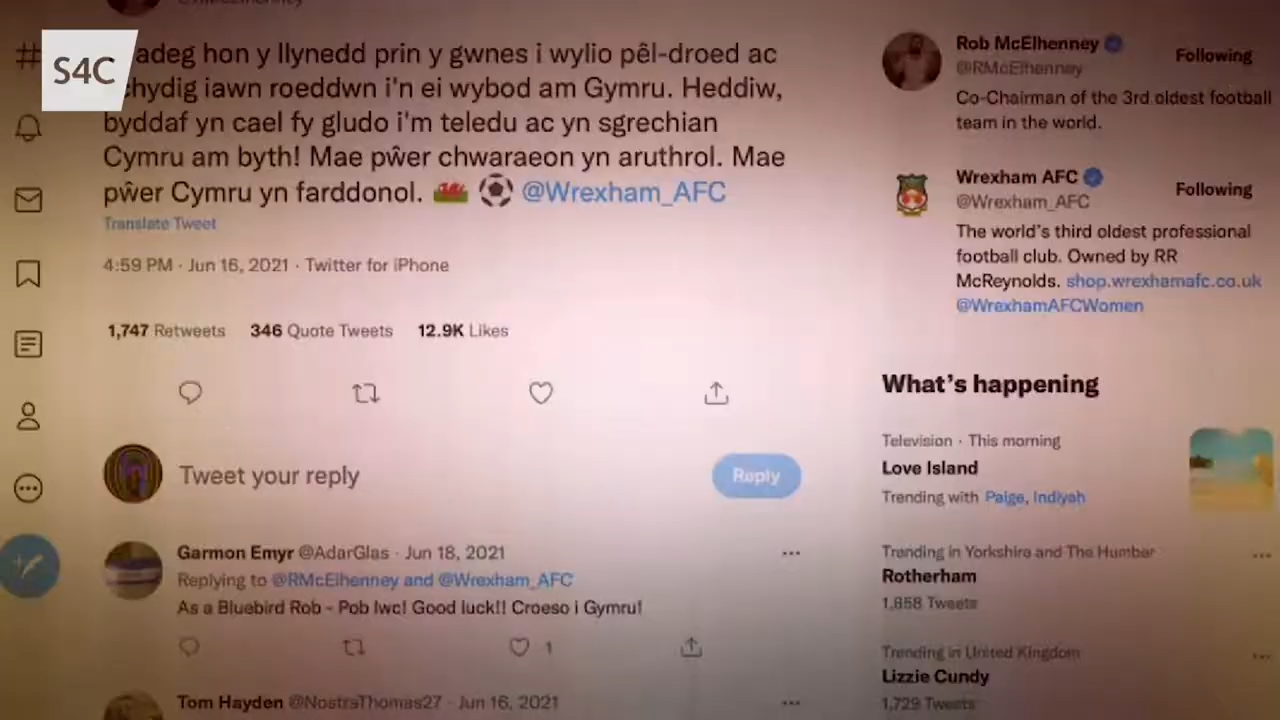 S4C
hon y llynedd prin y gwnes i wylio pêl-droed ac
iawn roeddwn i'n ei wybod am Gymru. Heddiw,
byddaf yn cael fy gludo i'm teledu ac yn sgrechian
Cymru am byth! Mae pŵer chwaraeon yn aruthrol. Mae
pŵer Cymru yn farddonol. @Wrexham_AFC
Translate Tweet
4:59 PM · Jun 16, 2021 · Twitter for iPhone
1,747 Retweets 346 Quote Tweets 12.9K Likes
Tweet your reply
Reply
Garmon Emyr @AdarGlas · Jun 18, 2021
Replying to @RMcElhenney and @Wrexham_AFC
As a Bluebird Rob - Pob lwc! Good luck!! Croeso i Gymru!
1
Tom Hayden @NostraThomas27 · Jun 16, 2021
Rob McElhenney
Following
@RMcElhenney
Co-Chairman of the 3rd oldest football
team in the world.
Wrexham AFC
Following
@Wrexham_AFC
The world's third oldest professional
football club. Owned by RR
McReynolds. shop.wrexhamafc.co.uk
@WrexhamAFCWomen
What's happening
Television · This morning
Love Island
Trending with Paige, Indiyah
Trending in Yorkshire and The Humber
Rotherham
1,858 Tweets
Trending in United Kingdom
Lizzie Cundy
1,729 Tweets